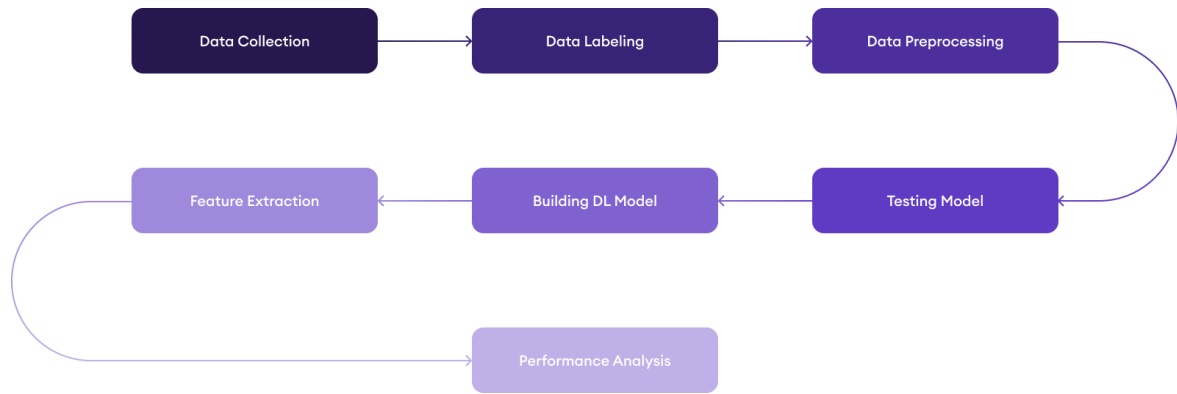 Data Collection
Data Labeling
Data Preprocessing
Testing Model
Building DL Model
Feature Extraction
Performance Analysis